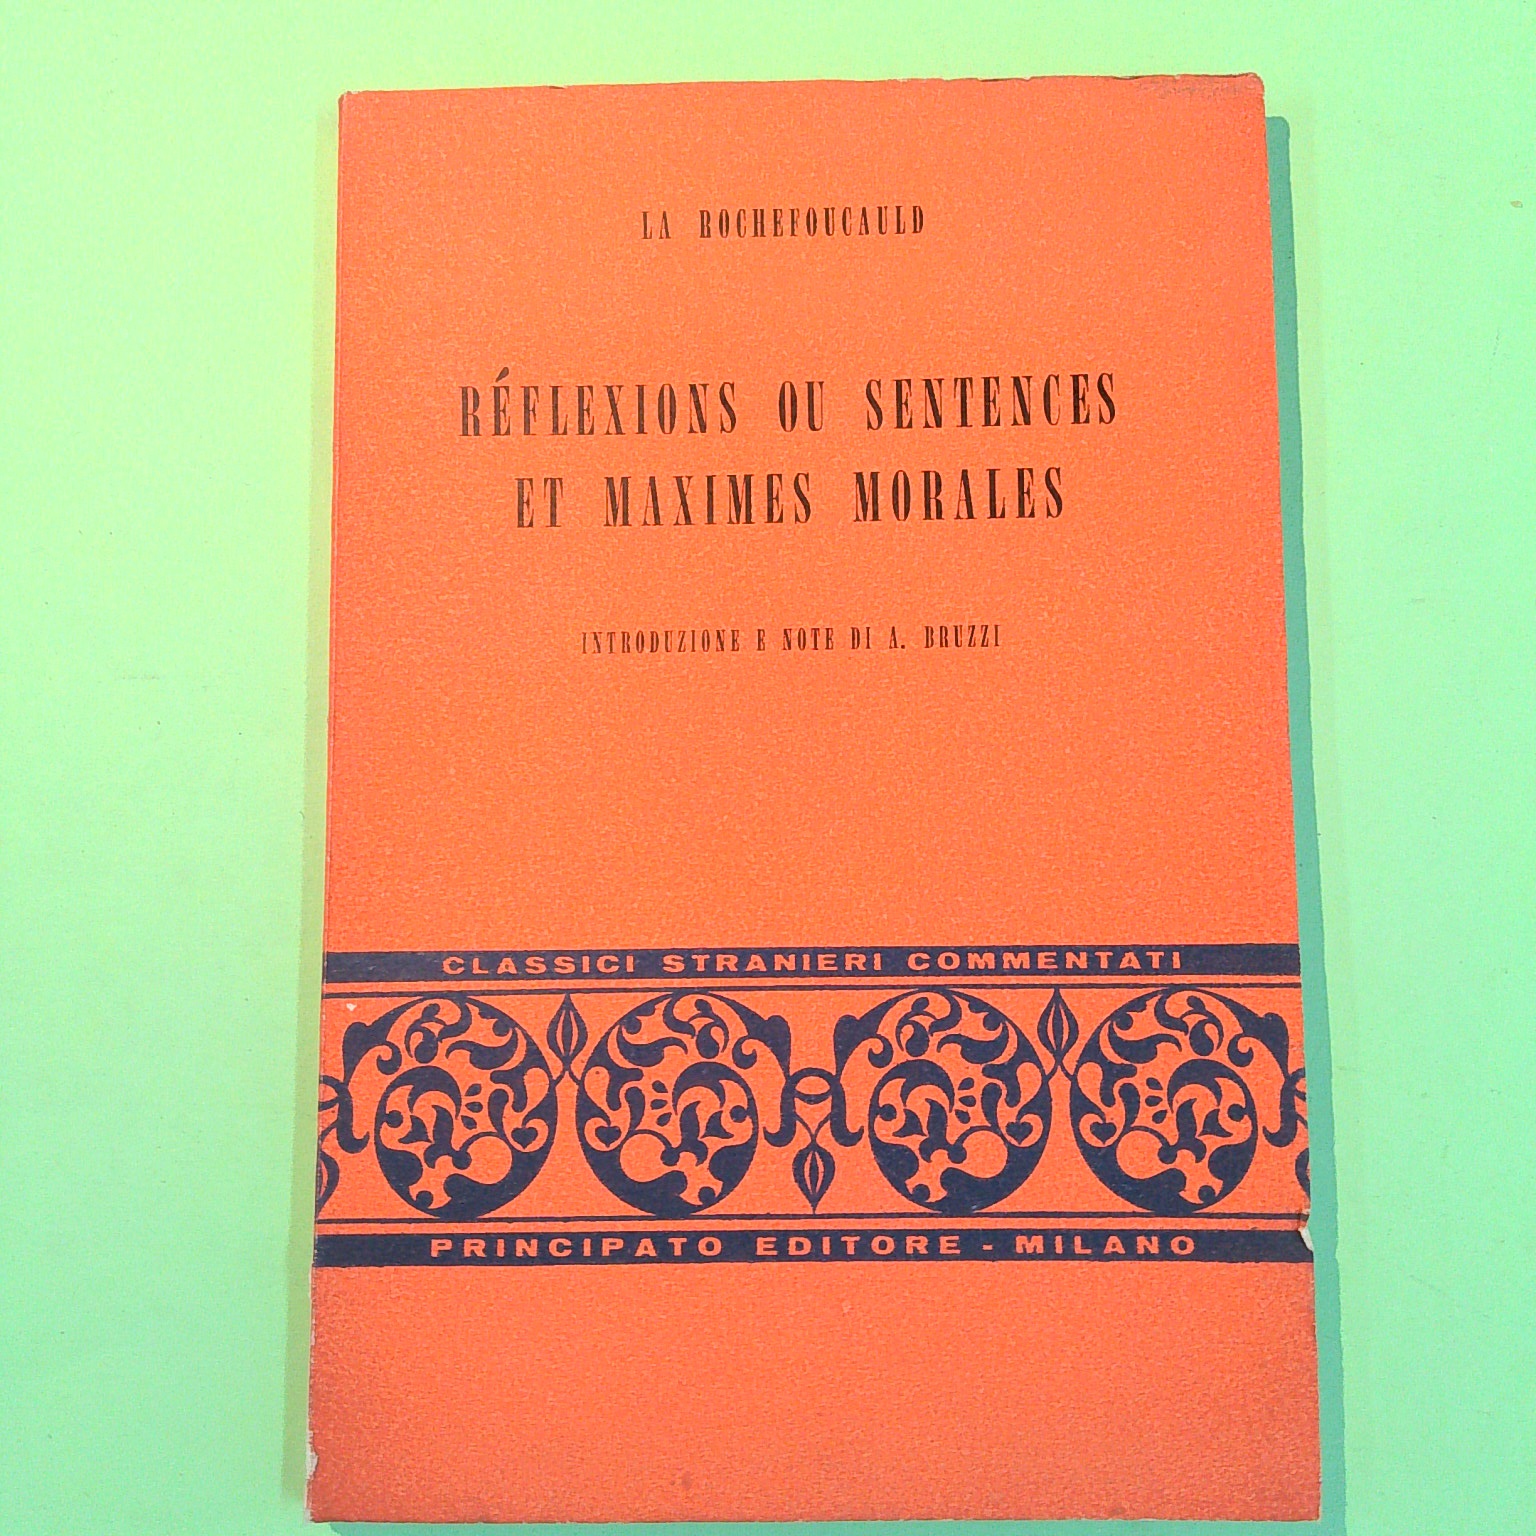 LA ROCHEFOUCAULD
RÉFLEXIONS OU SENTENCES
ET MAXIMES MORALES
INTRODUZIONE E NOTE DI A. BRUZZI
CLASSICI STRANIERI COMMENTATI
PRINCIPATO EDITORE - MILANO